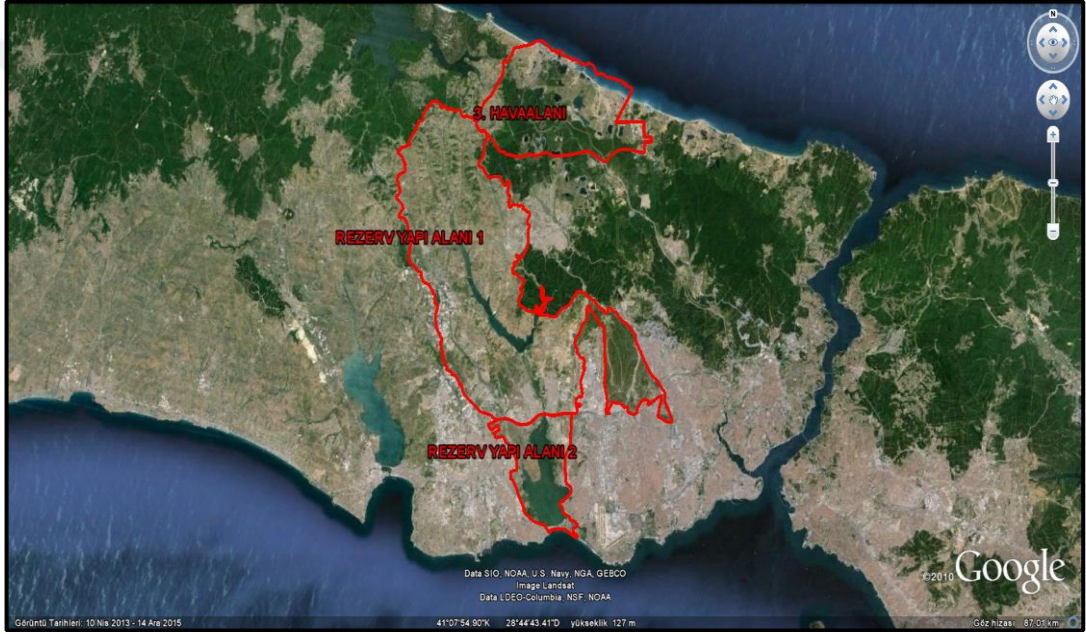 N
3. HAVAALANI
REZERV YAPI ALANI 1
REZERV YAPI ALANI 2
Data SIO, NOAA, U.S. Navy, NGA, GEBCO
Image Landsat
Data LDEO-Columbia, NSF, NOAA
©2010 Google
Görüntü Tarihleri: 10 Nis 2013 - 14 Ara 2015 41°07'54.90"K 28°44'43.41"D yükseklik 127 m Göz hizası 87.01 km